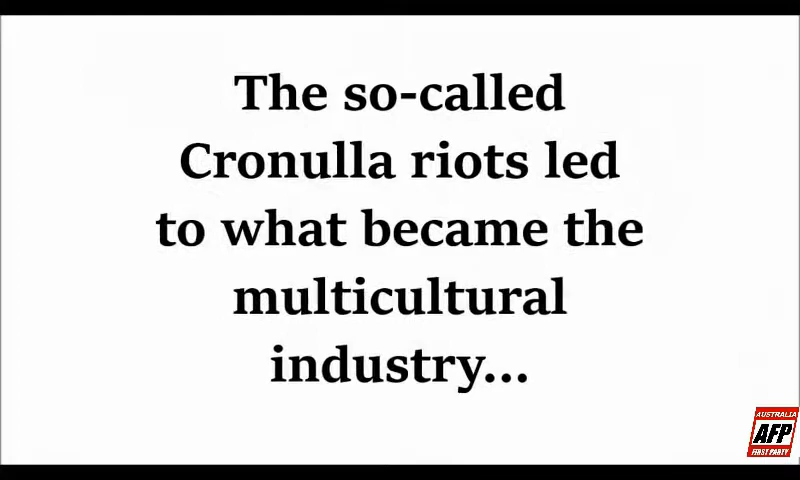 The so-called
Cronulla riots led
to what became the
multicultural
industry...
AUSTRALIA
AFP
FIRST PARTY